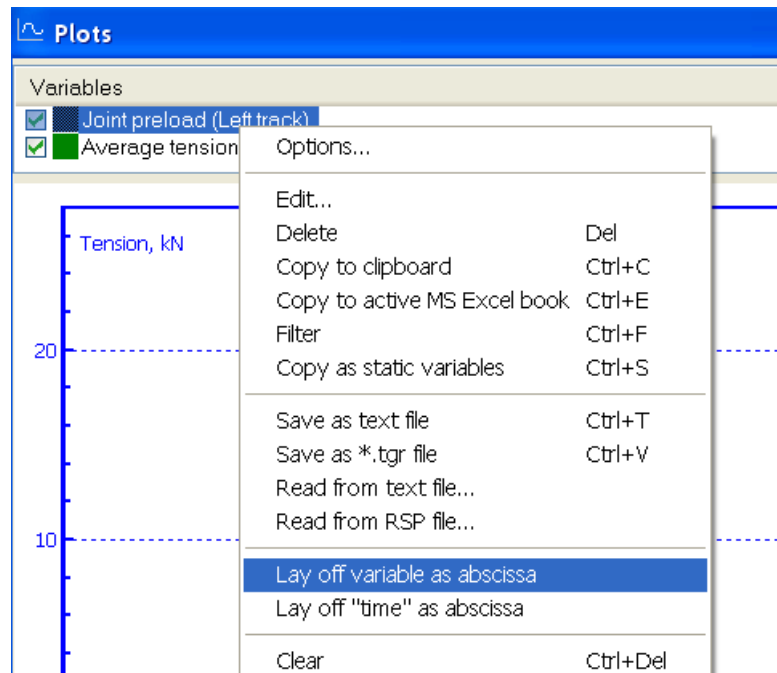 Plots
Variables
Joint preload (Left track)
Average tension
Options...
Edit...
Delete Del
Copy to clipboard Ctrl+C
Copy to active MS Excel book Ctrl+E
Filter Ctrl+F
Copy as static variables Ctrl+S
Save as text file Ctrl+T
Save as *.tgr file Ctrl+V
Read from text file...
Read from RSP file...
Lay off variable as abscissa
Lay off "time" as abscissa
Clear Ctrl+Del
Tension, kN
20
10